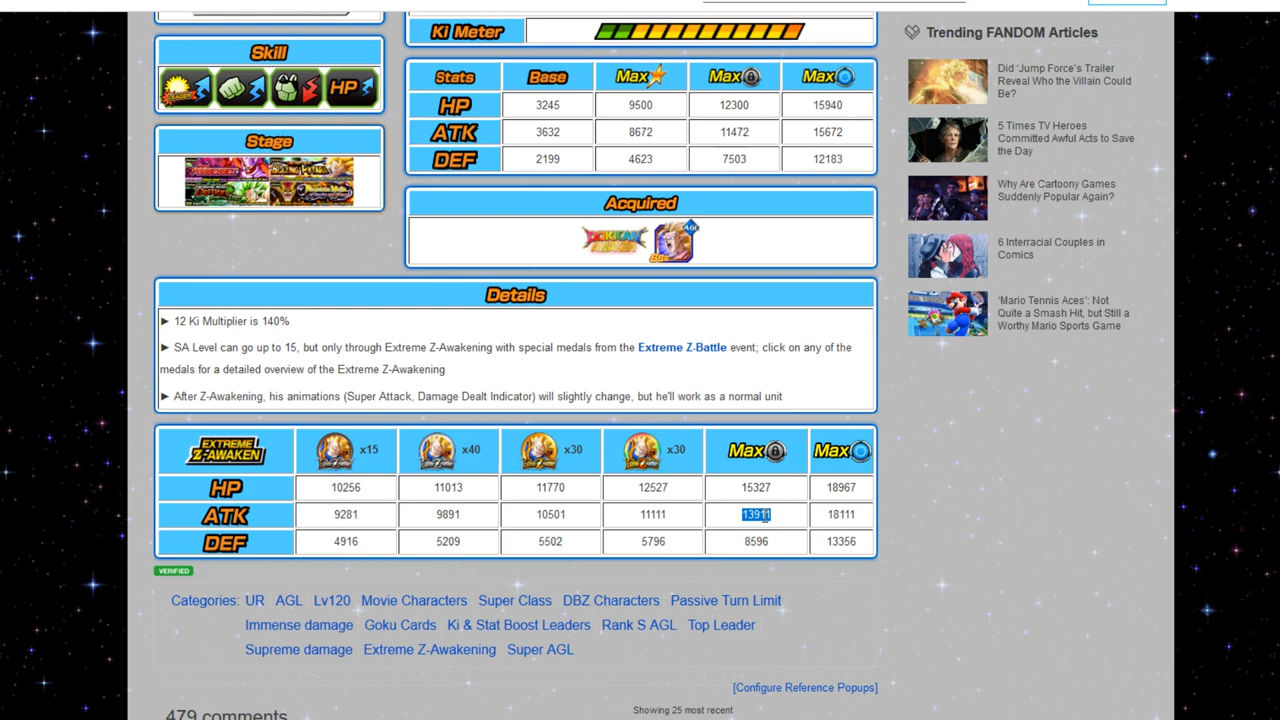 Ki Meter
Skill
LEADER HP
Stats Base Max Max Max
HP 3245 9500 12300 15940
ATK 3632 8672 11472 15672
DEF 2199 4623 7503 12183
Stage
Acquired
DOKKAN
AGL
SSR
Details
► 12 Ki Multiplier is 140%
► SA Level can go up to 15, but only through Extreme Z-Awakening with special medals from the Extreme Z-Battle event; click on any of the
medals for a detailed overview of the Extreme Z-Awakening
► After Z-Awakening, his animations (Super Attack, Damage Dealt Indicator) will slightly change, but he'll work as a normal unit
EXTREME
Z-AWAKEN x15 x40 x30 x30 Max Max
HP 10256 11013 11770 12527 15327 18967
ATK 9281 9891 10501 11111 13911 18111
DEF 4916 5209 5502 5796 8596 13356
VERIFIED
Categories: UR AGL Lv120 Movie Characters Super Class DBZ Characters Passive Turn Limit
Immense damage Goku Cards Ki & Stat Boost Leaders Rank S AGL Top Leader
Supreme damage Extreme Z-Awakening Super AGL
[Configure Reference Popups]
479 comments
Showing 25 most recent
Trending FANDOM Articles
Did 'Jump Force's Trailer
Reveal Who the Villain Could
Be?
5 Times TV Heroes
Committed Awful Acts to Save
the Day
Why Are Cartoony Games
Suddenly Popular Again?
6 Interracial Couples in
Comics
'Mario Tennis Aces': Not
Quite a Smash Hit, but Still a
Worthy Mario Sports Game